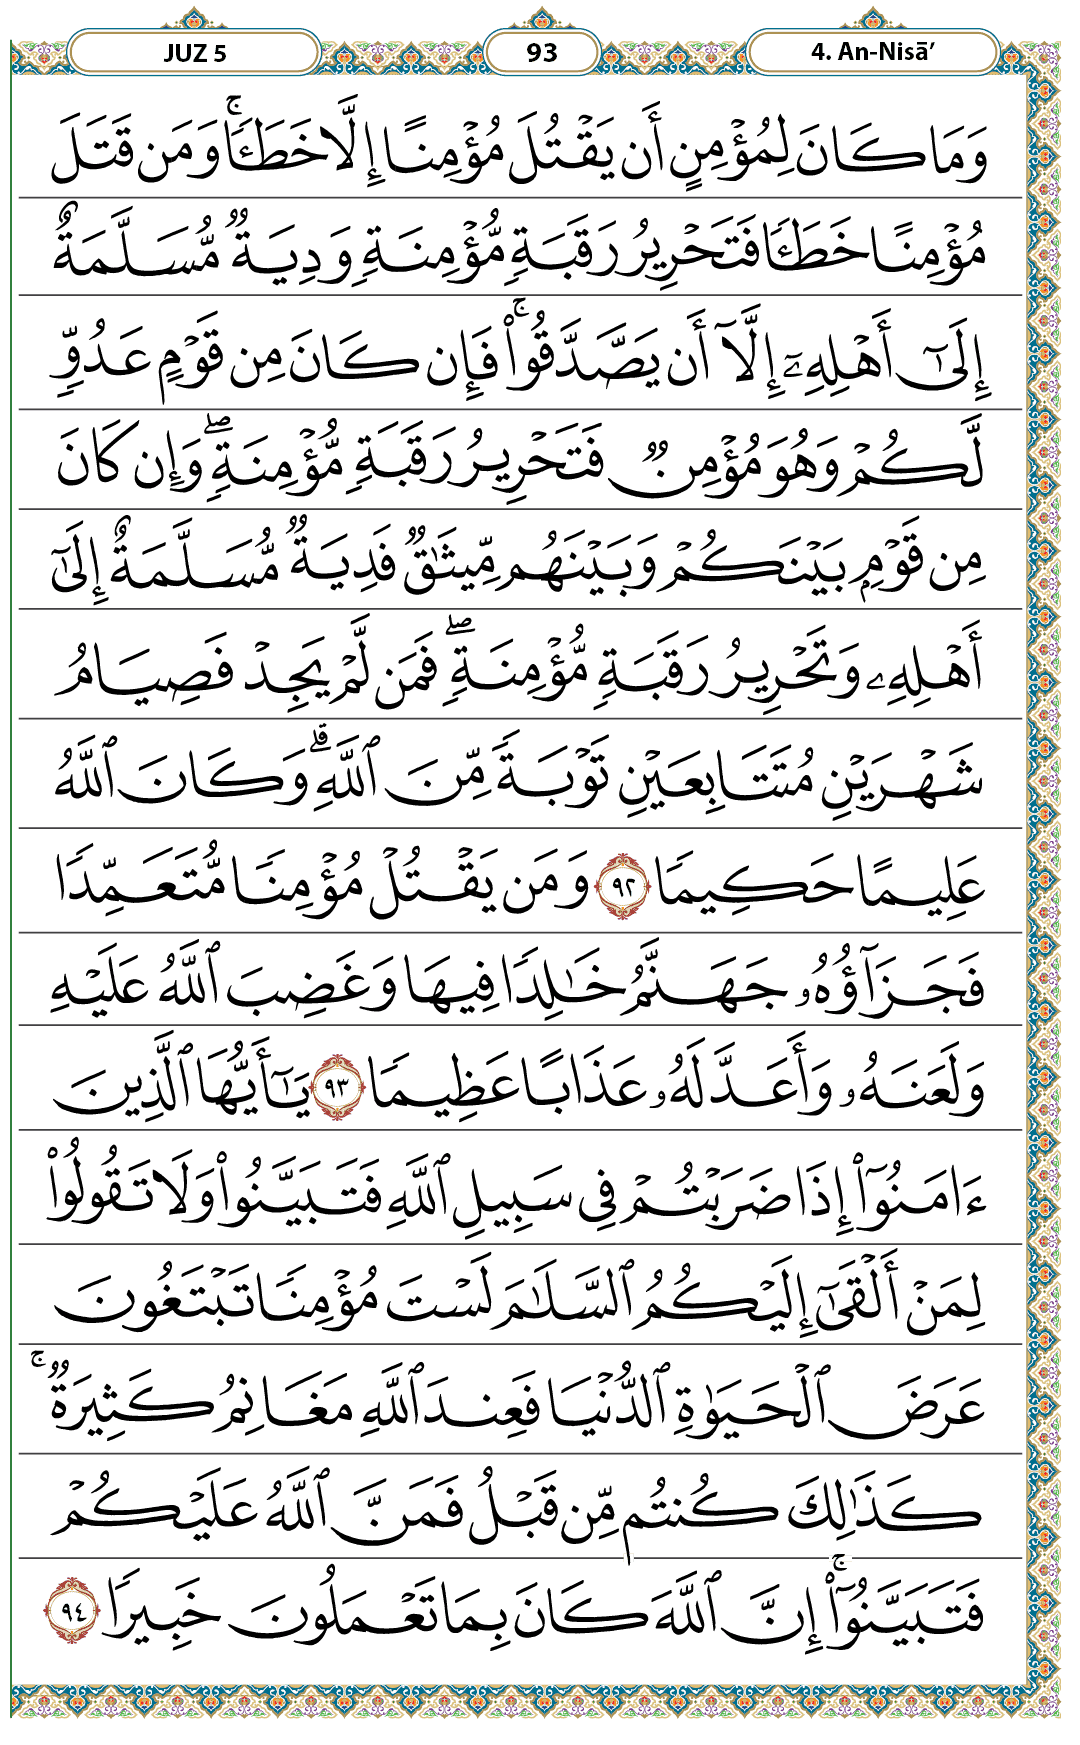 JUZ 5
93
4. An-Nisā’
وَمَا كَانَ لِمُؤْمِنٍ أَن يَقْتُلَ مُؤْمِنًا إِلَّا خَطَـًٔا ۚ وَمَن قَتَلَ
مُؤْمِنًا خَطَـًٔا فَتَحْرِيرُ رَقَبَةٍ مُّؤْمِنَةٍ وَدِيَةٌ مُّسَلَّمَةٌ
إِلَىٰٓ أَهْلِهِۦٓ إِلَّآ أَن يَصَّدَّقُوا۟ ۚ فَإِن كَانَ مِن قَوْمٍ عَدُوٍّ
لَّكُمْ وَهُوَ مُؤْمِنٌ فَتَحْرِيرُ رَقَبَةٍ مُّؤْمِنَةٍ ۖ وَإِن كَانَ
مِن قَوْمٍۭ بَيْنَكُمْ وَبَيْنَهُم مِّيثَـٰقٌ فَدِيَةٌ مُّسَلَّمَةٌ إِلَىٰٓ
أَهْلِهِۦ وَتَحْرِيرُ رَقَبَةٍ مُّؤْمِنَةٍ ۖ فَمَن لَّمْ يَجِدْ فَصِيَامُ
شَهْرَيْنِ مُتَتَابِعَيْنِ تَوْبَةً مِّنَ ٱللَّهِ ۗ وَكَانَ ٱللَّهُ
عَلِيمًا حَكِيمًا ٩٢ وَمَن يَقْتُلْ مُؤْمِنًا مُّتَعَمِّدًا
فَجَزَآؤُهُۥ جَهَنَّمُ خَـٰلِدًا فِيهَا وَغَضِبَ ٱللَّهُ عَلَيْهِ
وَلَعَنَهُۥ وَأَعَدَّ لَهُۥ عَذَابًا عَظِيمًا ٩٣ يَـٰٓأَيُّهَا ٱلَّذِينَ
ءَامَنُوٓا۟ إِذَا ضَرَبْتُمْ فِى سَبِيلِ ٱللَّهِ فَتَبَيَّنُوا۟ وَلَا تَقُولُوا۟
لِمَنْ أَلْقَىٰٓ إِلَيْكُمُ ٱلسَّلَـٰمَ لَسْتَ مُؤْمِنًا تَبْتَغُونَ
عَرَضَ ٱلْحَيَوٰةِ ٱلدُّنْيَا فَعِندَ ٱللَّهِ مَغَانِمُ كَثِيرَةٌ ۚ
كَذَٰلِكَ كُنتُم مِّن قَبْلُ فَمَنَّ ٱللَّهُ عَلَيْكُمْ
فَتَبَيَّنُوٓا۟ ۚ إِنَّ ٱللَّهَ كَانَ بِمَا تَعْمَلُونَ خَبِيرًا ٩٤